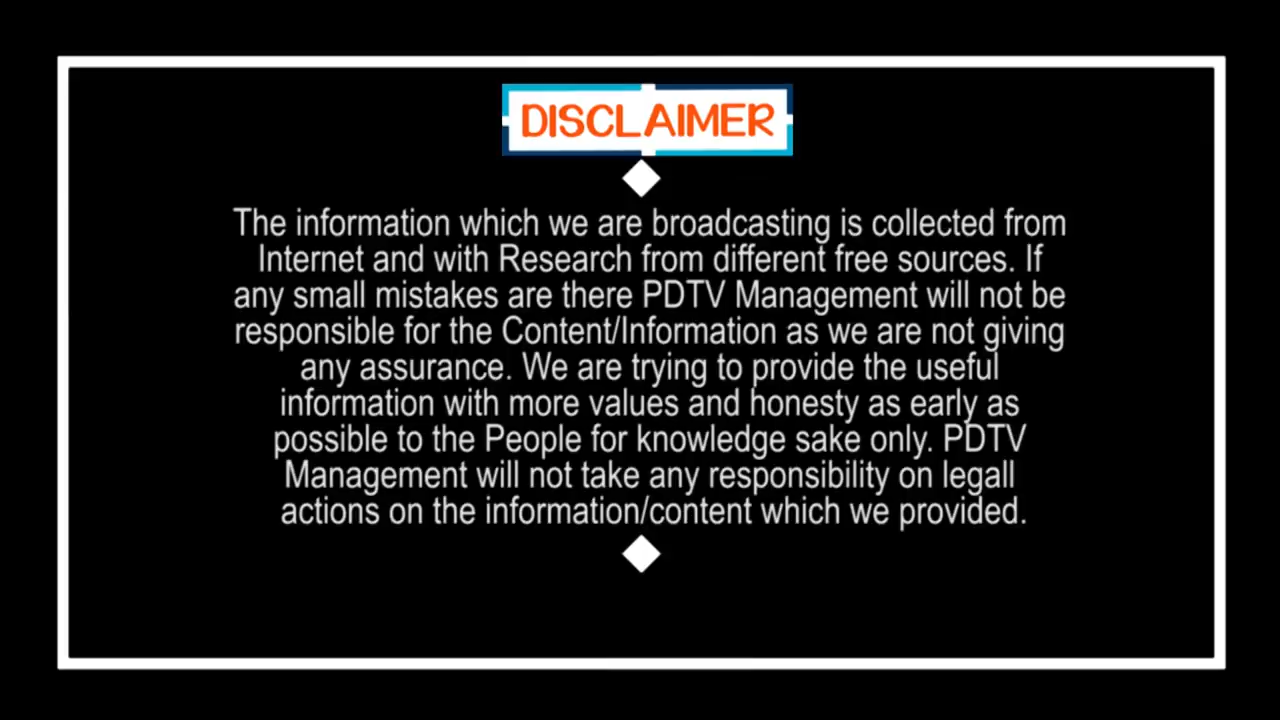 DISCLAIMER
The information which we are broadcasting is collected from
Internet and with Research from different free sources. If
any small mistakes are there PDTV Management will not be
responsible for the Content/Information as we are not giving
any assurance. We are trying to provide the useful
information with more values and honesty as early as
possible to the People for knowledge sake only. PDTV
Management will not take any responsibility on legall
actions on the information/content which we provided.